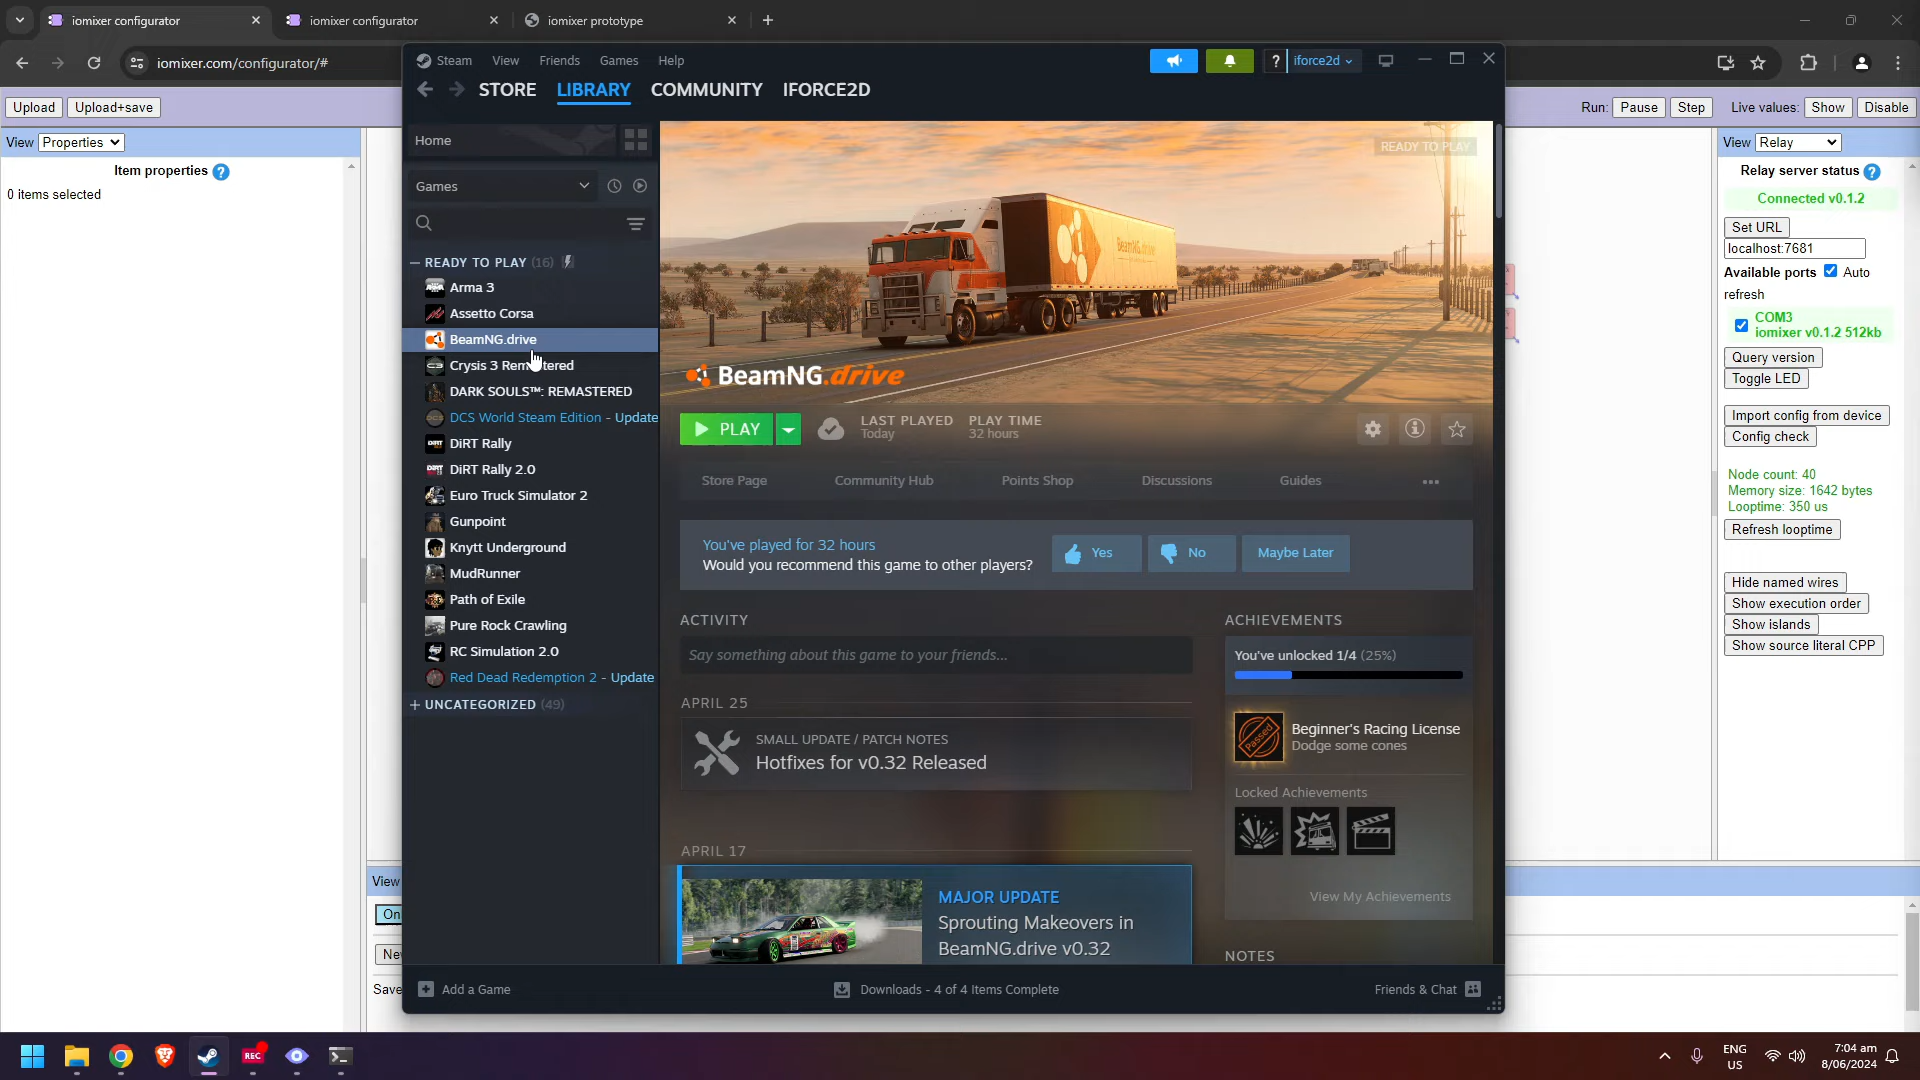 iomixer configurator
iomixer configurator
iomixer prototype
iomixer.com/configurator/#
Upload
Upload+save
Run: Pause Step Live values: Show Disable
View Properties
Item properties ?
0 items selected
Steam View Friends Games Help
? iforce2d
STORE LIBRARY COMMUNITY IFORCE2D
Home
Games
READY TO PLAY (16)
Arma 3
Assetto Corsa
BeamNG.drive
Crysis 3 Remastered
DARK SOULS™: REMASTERED
DCS World Steam Edition - Update
DiRT Rally
DiRT Rally 2.0
Euro Truck Simulator 2
Gunpoint
Knytt Underground
MudRunner
Path of Exile
Pure Rock Crawling
RC Simulation 2.0
Red Dead Redemption 2 - Update
UNCATEGORIZED (49)
READY TO PLAY
BeamNG.drive
BeamNG.drive
PLAY
LAST PLAYED
Today
PLAY TIME
32 hours
Store Page
Community Hub
Points Shop
Discussions
Guides
You've played for 32 hours
Would you recommend this game to other players?
Yes
No
Maybe Later
ACTIVITY
Say something about this game to your friends...
APRIL 25
SMALL UPDATE / PATCH NOTES
Hotfixes for v0.32 Released
APRIL 17
MAJOR UPDATE
Sprouting Makeovers in
BeamNG.drive v0.32
ACHIEVEMENTS
You've unlocked 1/4 (25%)
Passed
Beginner's Racing License
Dodge some cones
Locked Achievements
View My Achievements
NOTES
Add a Game
Downloads - 4 of 4 Items Complete
Friends & Chat
View
On
Ne
Save
View Relay
Relay server status ?
Connected v0.1.2
Set URL
localhost:7681
Available ports Auto
refresh
COM3
iomixer v0.1.2 512kb
Query version
Toggle LED
Import config from device
Config check
Node count: 40
Memory size: 1642 bytes
Looptime: 350 us
Refresh looptime
Hide named wires
Show execution order
Show islands
Show source literal CPP
REC
ENG
US
7:04 am
8/06/2024